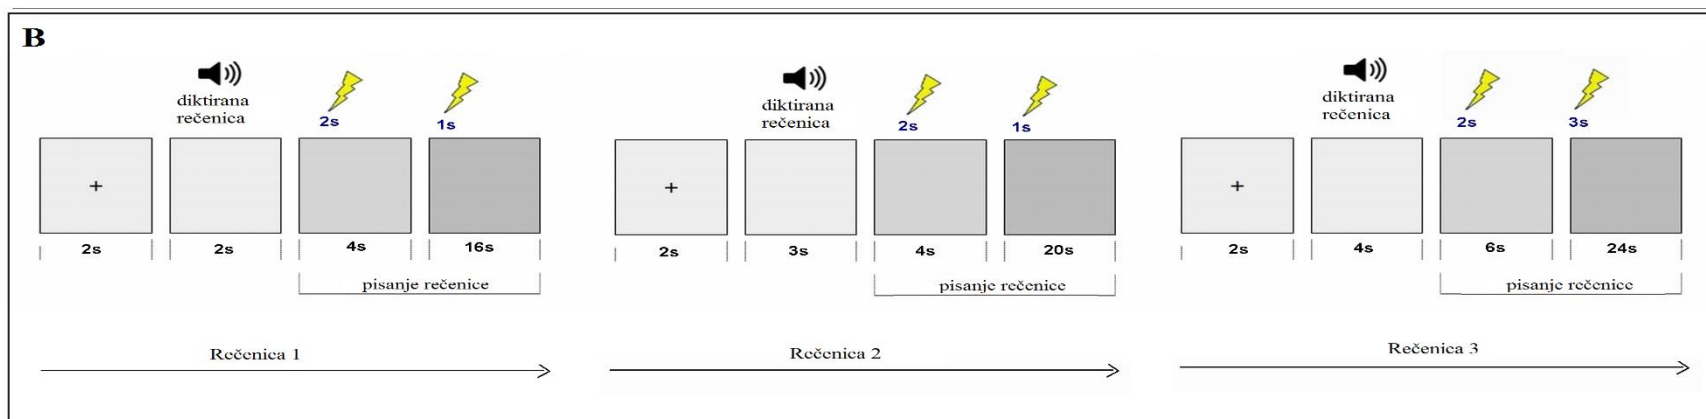 B
diktirana
rečenica
2s
1s
+
2s
2s
4s
16s
pisanje rečenice
Rečenica 1
diktirana
rečenica
2s
1s
+
2s
3s
4s
20s
pisanje rečenice
Rečenica 2
diktirana
rečenica
2s
3s
+
2s
4s
6s
24s
pisanje rečenice
Rečenica 3